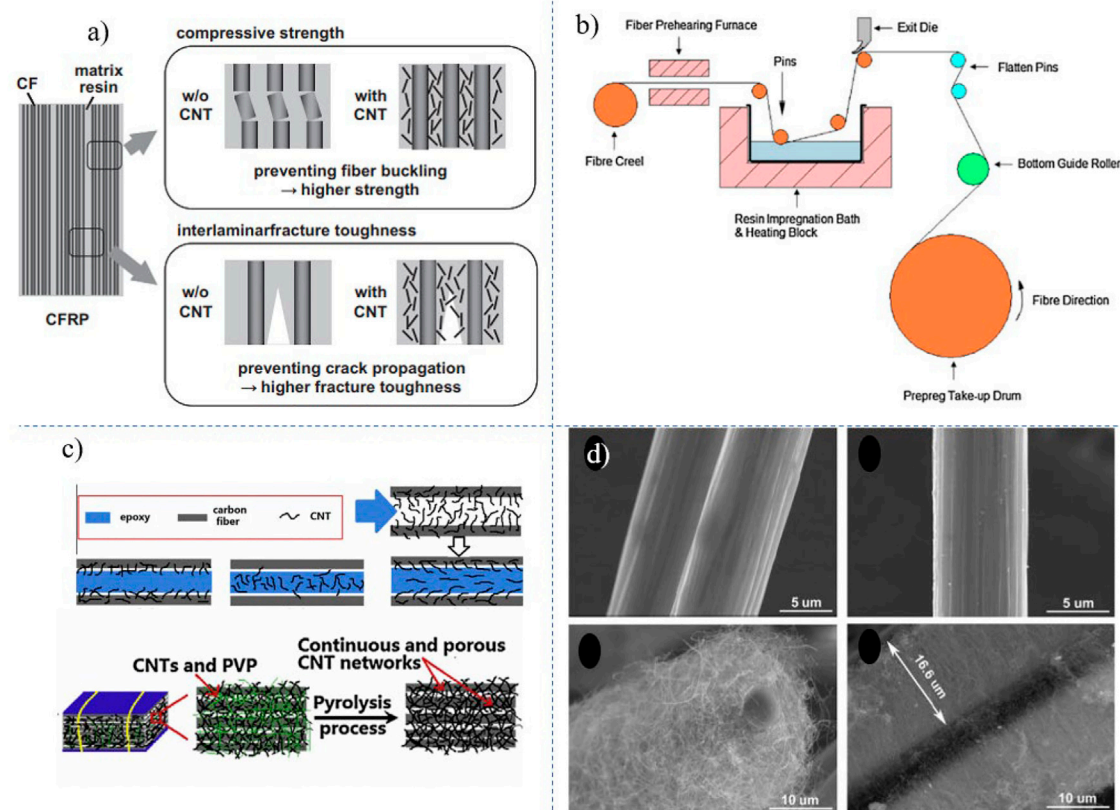 a)
CF
matrix
resin
CFRP
compressive strength
w/o
CNT
with
CNT
preventing fiber buckling
→ higher strength
interlaminarfracture toughness
w/o
CNT
with
CNT
preventing crack propagation
→ higher fracture toughness
b)
Fiber Prehearing Furnace
Exit Die
Pins
Flatten Pins
Fibre Creel
Bottom Guide Roller
Resin Impregnation Bath
& Heating Block
Fibre Direction
Prepreg Take-up Drum
c)
epoxy
carbon
fiber
CNT
CNTs and PVP
Continuous and porous
CNT networks
Pyrolysis
process
d)
5 um
5 um
10 um
16.6 um
10 um